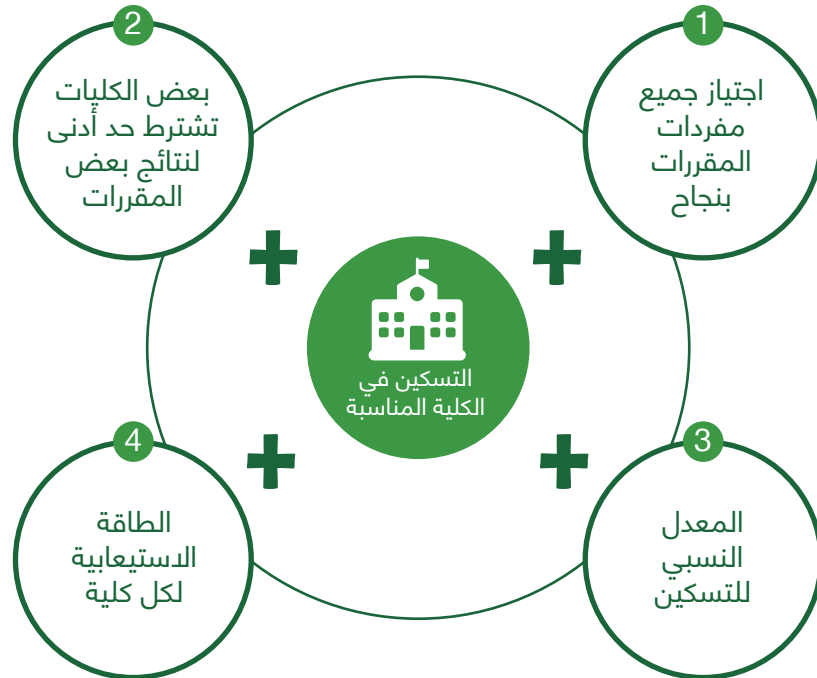 1
اجتياز جميع
مفردات
المقررات
بنجاح
2
بعض الكليات
تشترط حد أدنى
لنتائج بعض
المقررات
التسكين في
الكلية المناسبة
3
المعدل
النسبي
للتسكين
4
الطاقة
الاستيعابية
لكل كلية